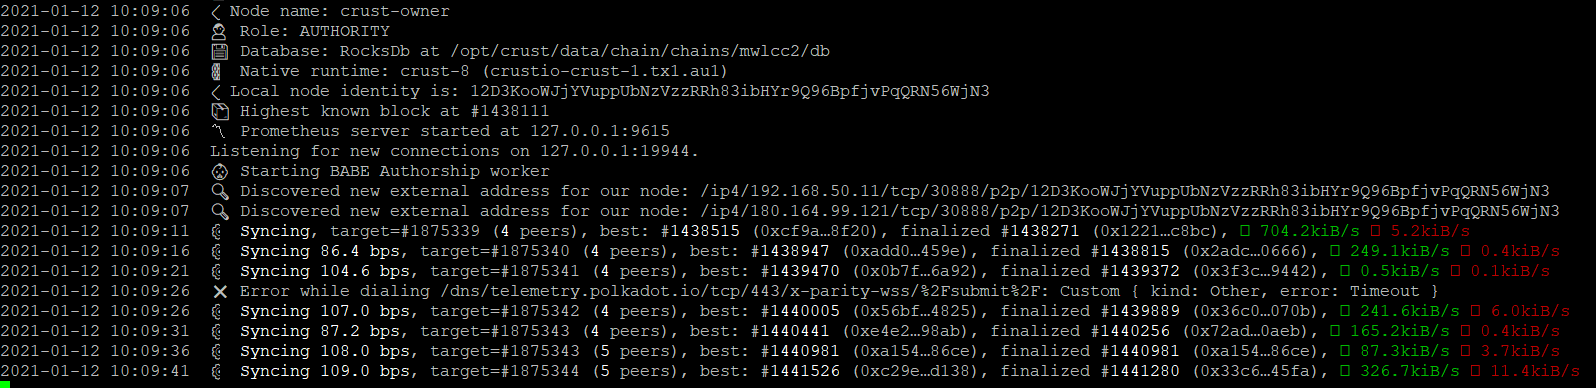 2021-01-12 10:09:06 Node name: crust-owner
2021-01-12 10:09:06 Role: AUTHORITY
2021-01-12 10:09:06 Database: RocksDb at /opt/crust/data/chain/chains/mwlcc2/db
2021-01-12 10:09:06 Native runtime: crust-8 (crustio-crust-1.tx1.au1)
2021-01-12 10:09:06 Local node identity is: 12D3KooWJjYVuppUbNzVzzRRh83ibHYr9Q96BpfjvPqQRN56WjN3
2021-01-12 10:09:06 Highest known block at #1438111
2021-01-12 10:09:06 Prometheus server started at 127.0.0.1:9615
2021-01-12 10:09:06 Listening for new connections on 127.0.0.1:19944.
2021-01-12 10:09:06 Starting BABE Authorship worker
2021-01-12 10:09:07 Discovered new external address for our node: /ip4/192.168.50.11/tcp/30888/p2p/12D3KooWJjYVuppUbNzVzzRRh83ibHYr9Q96BpfjvPqQRN56WjN3
2021-01-12 10:09:07 Discovered new external address for our node: /ip4/180.164.99.121/tcp/30888/p2p/12D3KooWJjYVuppUbNzVzzRRh83ibHYr9Q96BpfjvPqQRN56WjN3
2021-01-12 10:09:11 Syncing, target=#1875339 (4 peers), best: #1438515 (0xcf9a…8f20), finalized #1438271 (0x1221…c8bc), 704.2kiB/s 5.2kiB/s
2021-01-12 10:09:16 Syncing 86.4 bps, target=#1875340 (4 peers), best: #1438947 (0xadd0…459e), finalized #1438815 (0x2adc…0666), 249.1kiB/s 0.4kiB/s
2021-01-12 10:09:21 Syncing 104.6 bps, target=#1875341 (4 peers), best: #1439470 (0x0b7f…6a92), finalized #1439372 (0x3f3c…9442), 0.5kiB/s 0.1kiB/s
2021-01-12 10:09:26 Error while dialing /dns/telemetry.polkadot.io/tcp/443/x-parity-wss/%2Fsubmit%2F: Custom { kind: Other, error: Timeout }
2021-01-12 10:09:26 Syncing 107.0 bps, target=#1875342 (4 peers), best: #1440005 (0x56bf…4825), finalized #1439889 (0x36c0…070b), 241.6kiB/s 6.0kiB/s
2021-01-12 10:09:31 Syncing 87.2 bps, target=#1875343 (4 peers), best: #1440441 (0xe4e2…98ab), finalized #1440256 (0x72ad…0aeb), 165.2kiB/s 0.4kiB/s
2021-01-12 10:09:36 Syncing 108.0 bps, target=#1875343 (5 peers), best: #1440981 (0xa154…86ce), finalized #1440981 (0xa154…86ce), 87.3kiB/s 3.7kiB/s
2021-01-12 10:09:41 Syncing 109.0 bps, target=#1875344 (5 peers), best: #1441526 (0xc29e…d138), finalized #1441280 (0x33c6…45fa), 326.7kiB/s 11.4kiB/s